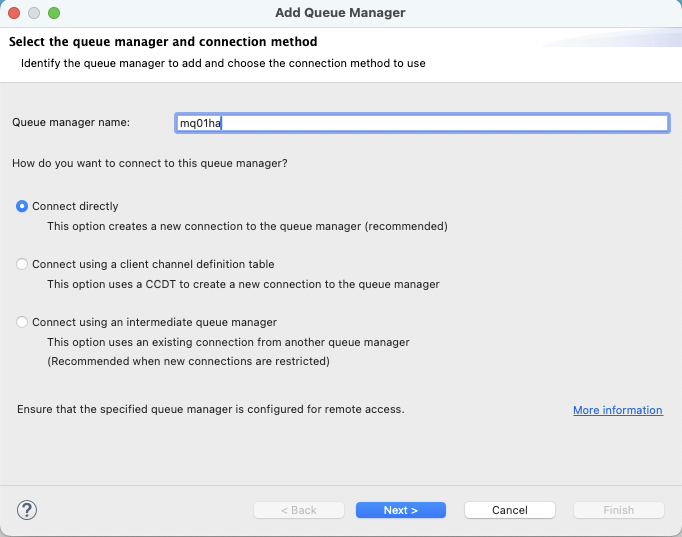 Add Queue Manager
Select the queue manager and connection method
Identify the queue manager to add and choose the connection method to use
Queue manager name: mq01ha
How do you want to connect to this queue manager?
Connect directly
This option creates a new connection to the queue manager (recommended)
Connect using a client channel definition table
This option uses a CCDT to create a new connection to the queue manager
Connect using an intermediate queue manager
This option uses an existing connection from another queue manager
(Recommended when new connections are restricted)
Ensure that the specified queue manager is configured for remote access. More information
? < Back Next > Cancel Finish